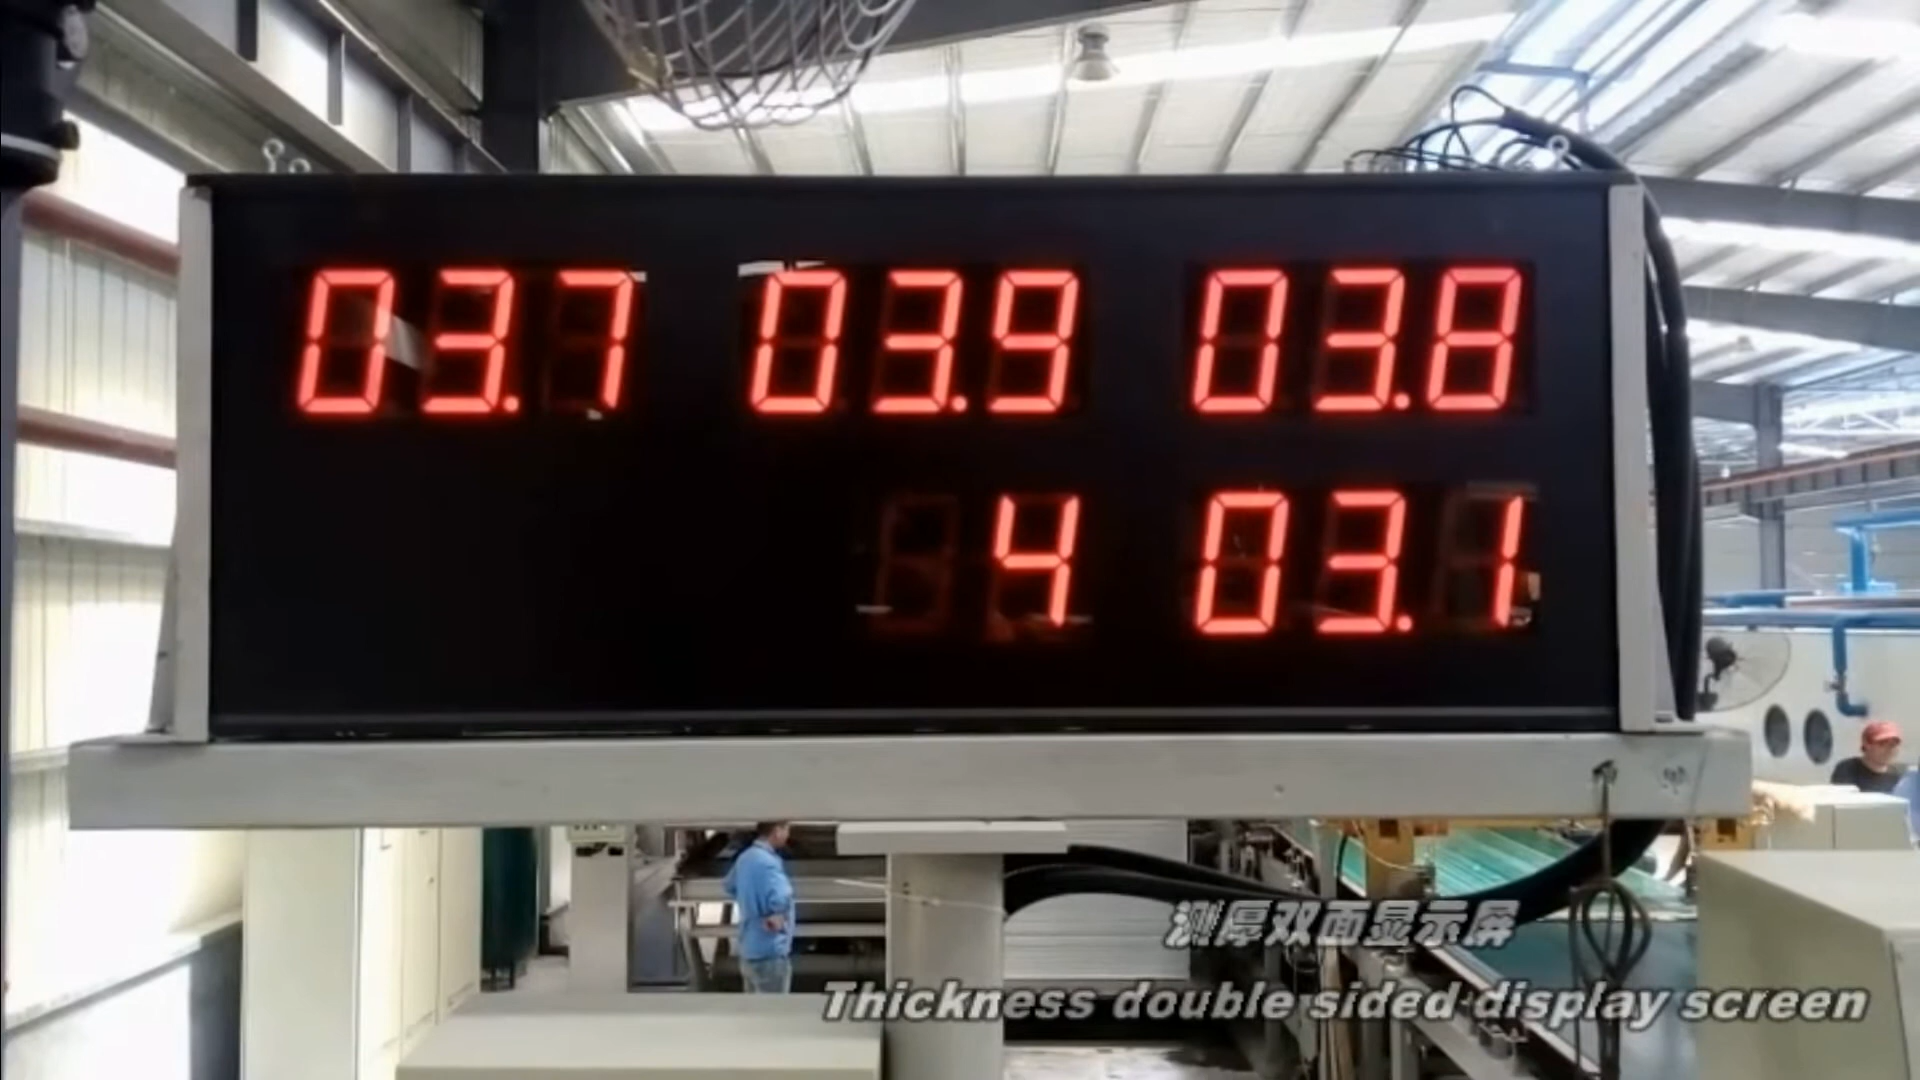 03.7 03.9 03.8
4 03.1
测厚双面显示屏
Thickness double sided display screen